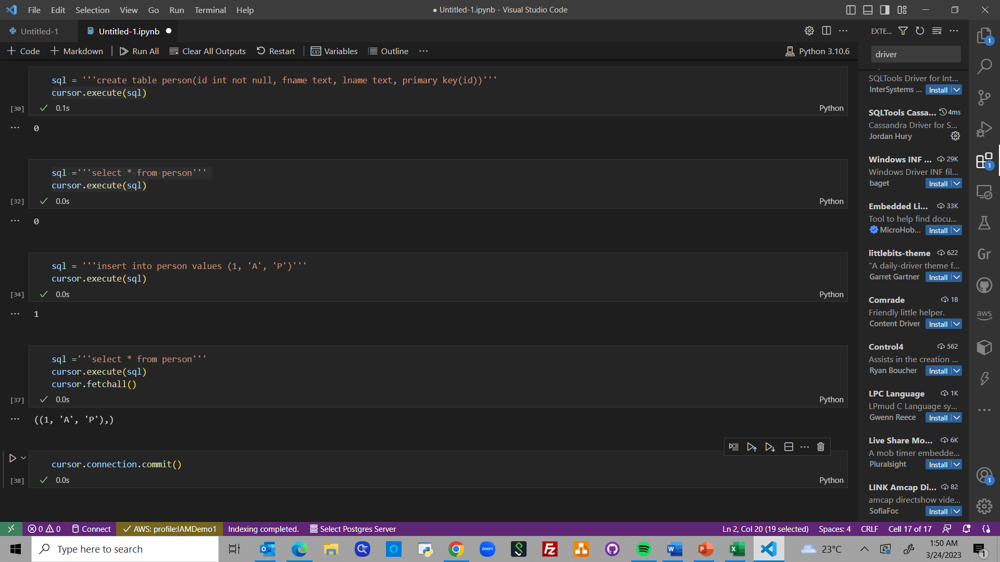 File Edit Selection View Go Run Terminal Help
● Untitled-1.ipynb - Visual Studio Code
Untitled-1
Untitled-1.ipynb ●
EXTE...
+ Code + Markdown Run All Clear All Outputs Restart Variables Outline ...
Python 3.10.6
driver
sql = '''create table person(id int not null, fname text, lname text, primary key(id))'''
cursor.execute(sql)
[30] 0.1s
Python
0
sql ='''select * from person'''
cursor.execute(sql)
[32] 0.0s
Python
0
sql = '''insert into person values (1, 'A', 'P')'''
cursor.execute(sql)
[34] 0.0s
Python
1
sql ='''select * from person'''
cursor.execute(sql)
cursor.fetchall()
[37] 0.0s
Python
((1, 'A', 'P'),)
cursor.connection.commit()
[38] 0.0s
Python
SQLTools Driver for Int...
InterSystems ... Install
SQLTools Cassa... 4ms
Cassandra Driver for S...
Jordan Hury
Windows INF ... 29K
Windows Driver INF fil...
baget Install
Embedded Li... 33K
Tool to help find docu...
MicroHob... Install
littlebits-theme 622
"A daily-driver theme f...
Garret Gartner Install
Comrade 18
Friendly little helper.
Content Driver Install
Control4 562
Assists in the creation ...
Ryan Boucher Install
LPC Language 1K
LPmud C Language sy...
Gwenn Reece Install
Live Share Mo... 6K
A mob timer embedde...
Pluralsight Install
LINK Amcap Di... 82
amcap directshow vide...
SofiaFoc Install
1
1
Gr
aws
1
0 0 Connect AWS: profile:IAMDemo1 Indexing completed. Select Postgres Server
Ln 2, Col 20 (19 selected) Spaces: 4 CRLF Cell 17 of 17
Type here to search
zoom
23°C
1:50 AM
3/24/2023
1